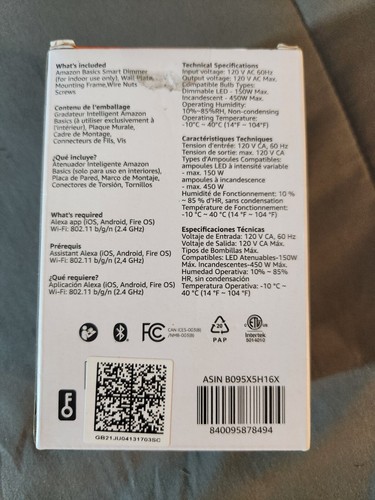 What's included
Amazon Basics Smart Dimmer
(for indoor use only), Wall Plate,
Mounting Frame,Wire Nuts
Screws
Contenu de l'emballage
Gradateur Intelligent Amazon
Basics (à utiliser exclusivement à
l'intérieur), Plaque Murale,
Cadre de Montage,
Connecteurs de Fils, Vis
¿Qué incluye?
Atenuador Inteligente Amazon
Basics (solo para uso en interiores),
Placa de Pared, Marco de Montaje,
Conectores de Torsión, Tornillos
What's required
Alexa app (iOS, Android, Fire OS)
Wi-Fi: 802.11 b/g/n (2.4 GHz)
Prérequis
Assistant Alexa (iOS, Android, Fire OS)
Wi-Fi: 802.11 b/g/n (2,4 GHz)
¿Qué requiere?
Aplicación Alexa (iOS, Android, Fire OS)
Wi-Fi: 802.11 b/g/n (2,4 GHz)
Technical Specifications
Input voltage: 120 V AC 60Hz
Output voltage: 120 V AC Max.
Compatible Bulb Types:
Dimmable LED - 150W Max.
Incandescent - 450W Max.
Operating Humidity:
10%~85%RH, Non-condensing
Operating Temperature:
-10°C ~ 40°C (14°F ~ 104°F)
Caractéristiques Techniques
Tension d'entrée: 120 V CA, 60 Hz
Tension de sortie: max. 120 V CA
Types d'Ampoules Compatibles:
ampoules LED à intensité variable
- max. 150 W
ampoules à incandescence
- max. 450 W
Humidité de Fonctionnement: 10 %
~ 85 % d'HR, sans condensation
Température de Fonctionnement:
-10 °C ~ 40 °C (14 °F ~ 104 °F)
Especificaciones Técnicas
Voltaje de Entrada: 120 V CA, 60 Hz
Voltaje de Salida: 120 V CA Máx.
Tipos de Bombillas Máx.
Compatibles: LED Atenuables-150W
Máx. Incandescentes-450 W Máx.
Humedad Operativa: 10% ~ 85%
HR, sin condensación
Temperatura Operativa: -10 °C ~
40 °C (14 °F ~ 104 °F)
FC
20
PAP
Intertek
5014010
GB21JU04131703SC
ASIN B095X5H16X
840095878494